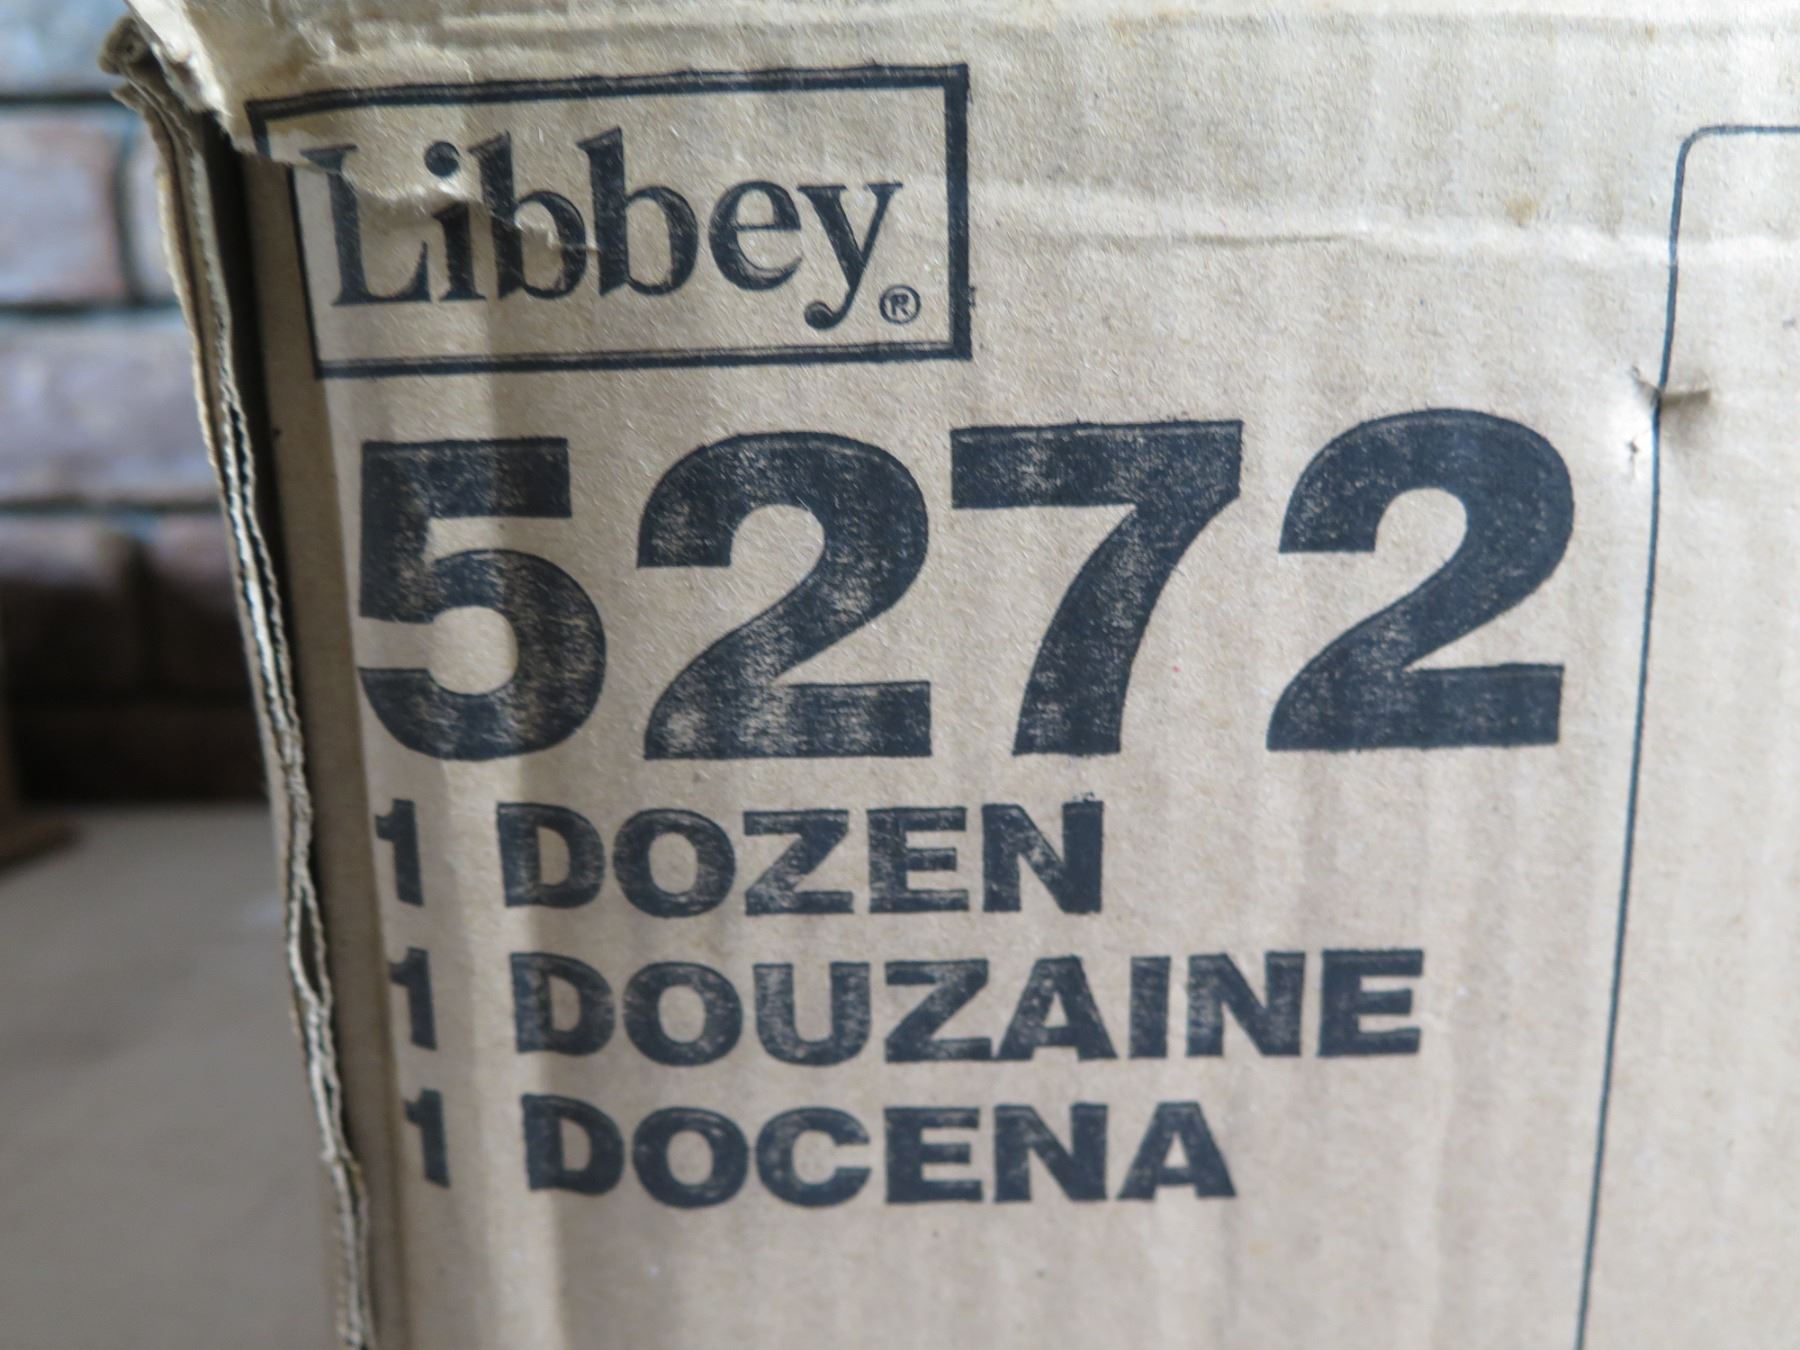 Libbey®
5272
1 DOZEN
1 DOUZAINE
1 DOCENA